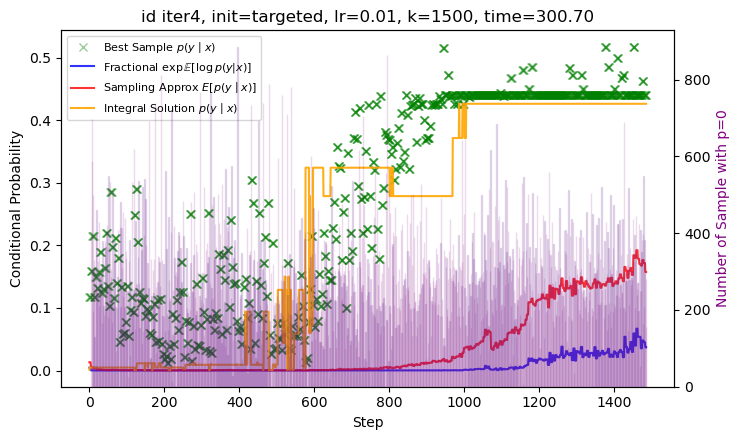 id iter4, init=targeted, lr=0.01, k=1500, time=300.70
Best Sample p(y | x)
Fractional exp𝔼[log p(y|x)]
Sampling Approx E[p(y | x)]
Integral Solution p(y | x)
0.5
0.4
0.3
0.2
0.1
0.0
Conditional Probability
800
600
400
200
0
Number of Sample with p=0
0 200 400 600 800 1000 1200 1400
Step